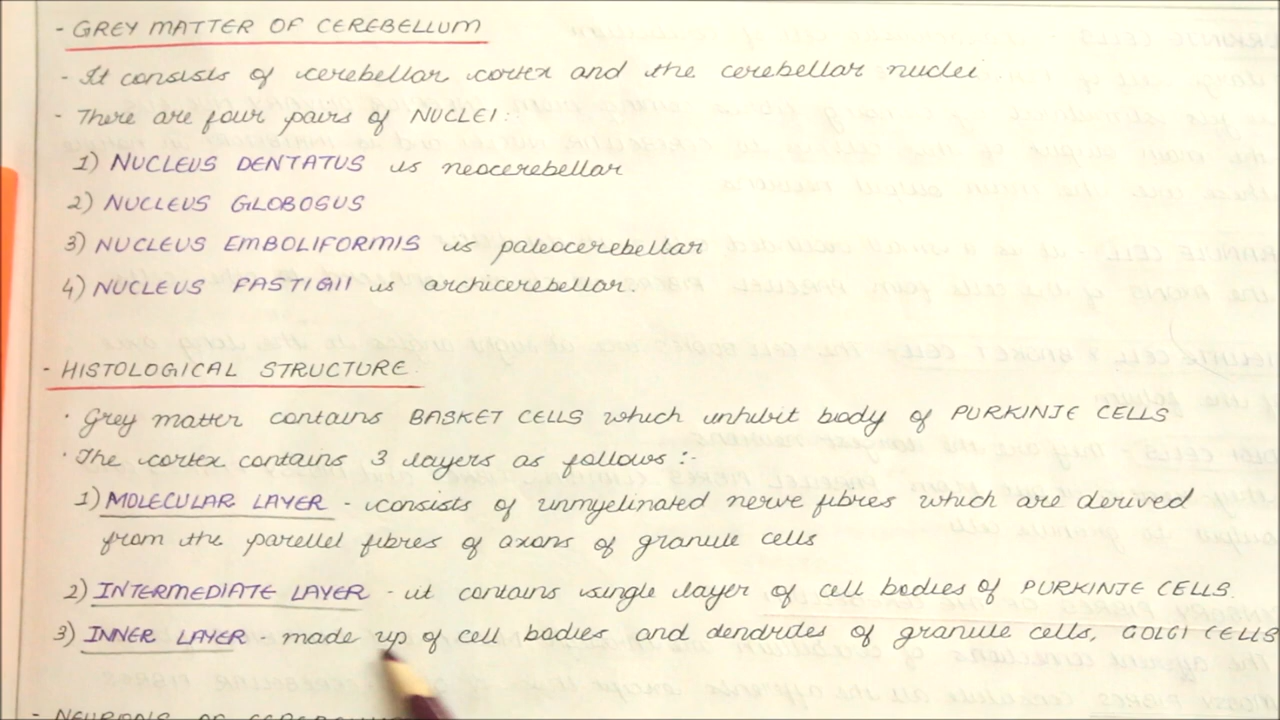 - GREY MATTER OF CEREBELLUM
- It consists of cerebellar cortex and the cerebellar nuclei
- There are four pairs of NUCLEI:-
1) NUCLEUS DENTATUS is neocerebellar
2) NUCLEUS GLOBOSUS
3) NUCLEUS EMBOLIFORMIS is paleocerebellar
4) NUCLEUS FASTIGII is archicerebellar.
- HISTOLOGICAL STRUCTURE
· Grey matter contains BASKET CELLS which inhibit body of PURKINJE CELLS
· The cortex contains 3 layers as follows :-
1) MOLECULAR LAYER - consists of unmyelinated nerve fibres which are derived
from the parellel fibres of axons of granule cells
2) INTERMEDIATE LAYER - it contains single layer of cell bodies of PURKINJE CELLS.
3) INNER LAYER - made up of cell bodies and dendrites of granule cells, GOLGI CELLS
- NEURONS OF CEREBELLUM